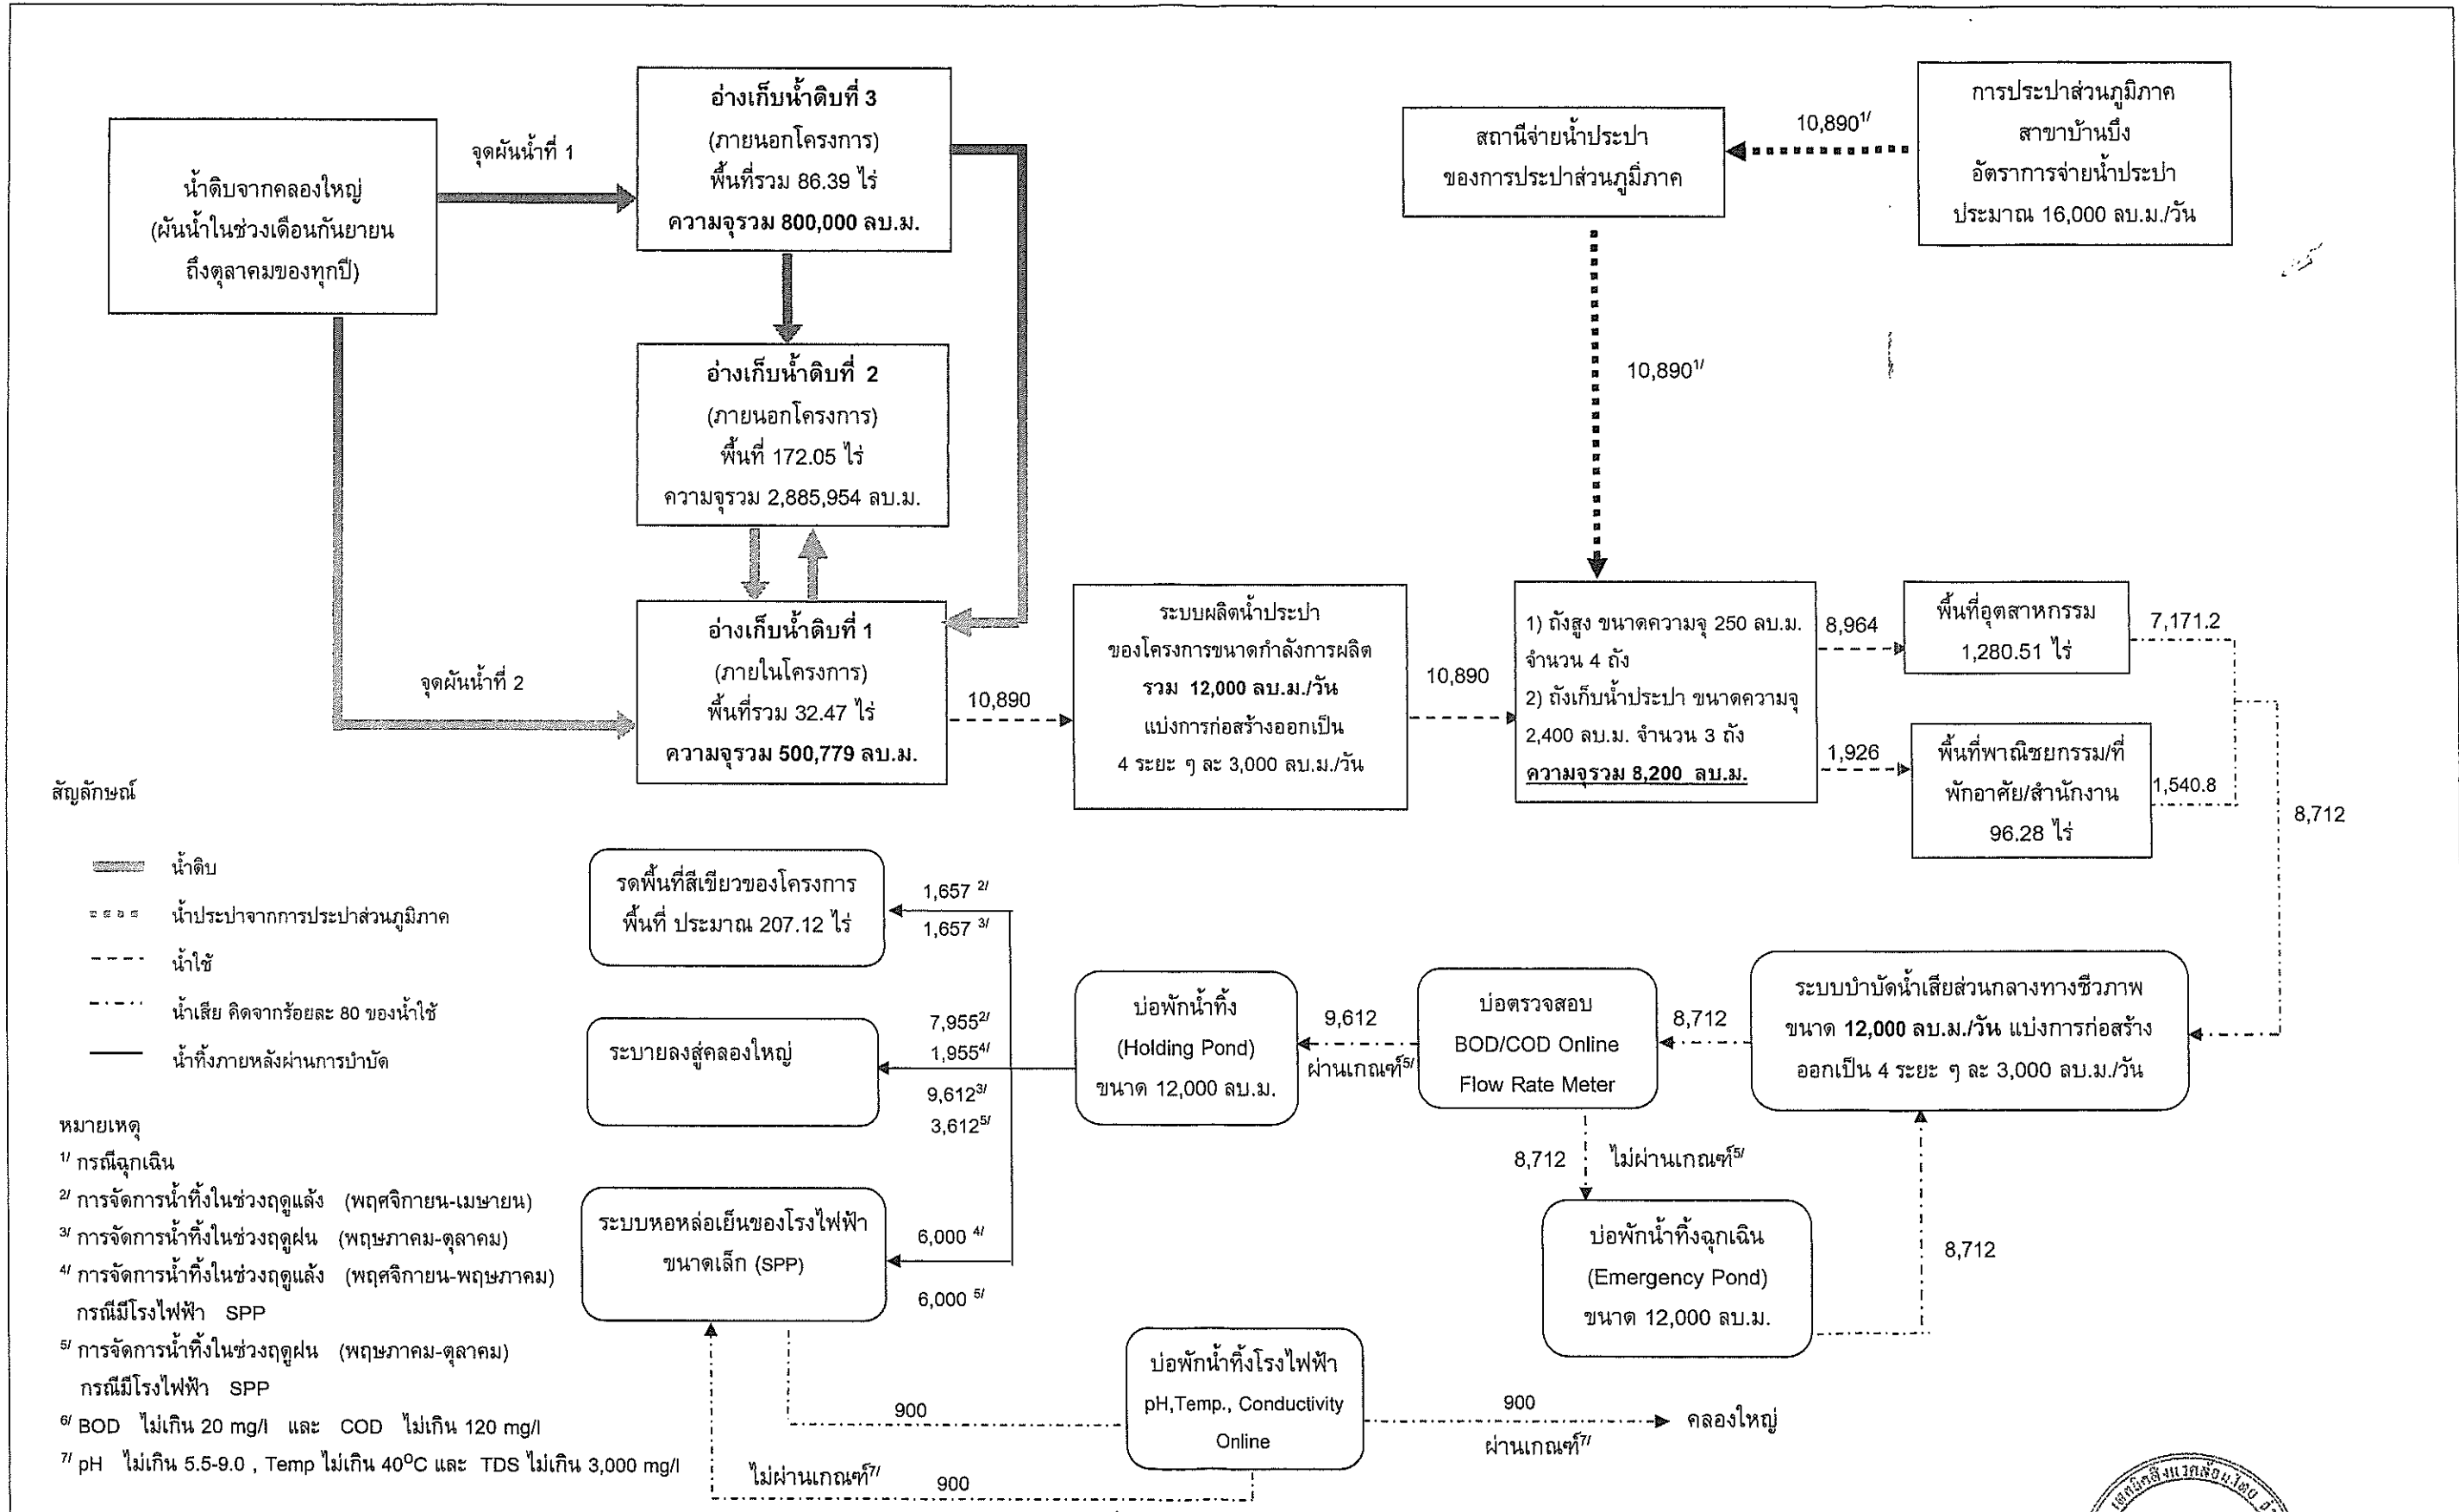 น้ำดิบจากคลองใหญ่
(ผันน้ำในช่วงเดือนกันยายน
ถึงตุลาคมของทุกปี)
จุดผันน้ำที่ 1
อ่างเก็บน้ำดิบที่ 3
(ภายนอกโครงการ)
พื้นที่รวม 86.39 ไร่
ความจุรวม 800,000 ลบ.ม.
สถานีจ่ายน้ำประปา
ของการประปาส่วนภูมิภาค
10,890 1/
การประปาส่วนภูมิภาค
สาขาบ้านบึง
อัตราการจ่ายน้ำประปา
ประมาณ 16,000 ลบ.ม./วัน
อ่างเก็บน้ำดิบที่ 2
(ภายนอกโครงการ)
พื้นที่ 172.05 ไร่
ความจุรวม 2,885,954 ลบ.ม.
10,890 1/
จุดผันน้ำที่ 2
อ่างเก็บน้ำดิบที่ 1
(ภายในโครงการ)
พื้นที่รวม 32.47 ไร่
ความจุรวม 500,779 ลบ.ม.
10,890
ระบบผลิตน้ำประปา
ของโครงการขนาดกำลังการผลิต
รวม 12,000 ลบ.ม./วัน
แบ่งการก่อสร้างออกเป็น
4 ระยะ ๆ ละ 3,000 ลบ.ม./วัน
10,890
1) ถังสูง ขนาดความจุ 250 ลบ.ม.
จำนวน 4 ถัง
2) ถังเก็บน้ำประปา ขนาดความจุ
2,400 ลบ.ม. จำนวน 3 ถัง
ความจุรวม 8,200 ลบ.ม.
8,964
พื้นที่อุตสาหกรรม
1,280.51 ไร่
7,171.2
1,926
พื้นที่พาณิชยกรรม/ที่
พักอาศัย/สำนักงาน
96.28 ไร่
1,540.8
8,712
สัญลักษณ์
น้ำดิบ
น้ำประปาจากการประปาส่วนภูมิภาค
น้ำใช้
น้ำเสีย คิดจากร้อยละ 80 ของน้ำใช้
น้ำทิ้งภายหลังผ่านการบำบัด
รดพื้นที่สีเขียวของโครงการ
พื้นที่ ประมาณ 207.12 ไร่
1,657 2/
1,657 3/
ระบายลงสู่คลองใหญ่
7,955 2/
1,955 4/
9,612 3/
3,612 5/
บ่อพักน้ำทิ้ง
(Holding Pond)
ขนาด 12,000 ลบ.ม.
9,612
ผ่านเกณฑ์ 5/
บ่อตรวจสอบ
BOD/COD Online
Flow Rate Meter
8,712
ระบบบำบัดน้ำเสียส่วนกลางทางชีวภาพ
ขนาด 12,000 ลบ.ม./วัน แบ่งการก่อสร้าง
ออกเป็น 4 ระยะ ๆ ละ 3,000 ลบ.ม./วัน
8,712
ไม่ผ่านเกณฑ์ 5/
บ่อพักน้ำทิ้งฉุกเฉิน
(Emergency Pond)
ขนาด 12,000 ลบ.ม.
8,712
ระบบหอหล่อเย็นของโรงไฟฟ้า
ขนาดเล็ก (SPP)
6,000 4/
6,000 5/
900
บ่อพักน้ำทิ้งโรงไฟฟ้า
pH,Temp., Conductivity
Online
900
ผ่านเกณฑ์ 7/
คลองใหญ่
ไม่ผ่านเกณฑ์ 7/
900
หมายเหตุ
1/ กรณีฉุกเฉิน
2/ การจัดการน้ำทิ้งในช่วงฤดูแล้ง (พฤศจิกายน-เมษายน)
3/ การจัดการน้ำทิ้งในช่วงฤดูฝน (พฤษภาคม-ตุลาคม)
4/ การจัดการน้ำทิ้งในช่วงฤดูแล้ง (พฤศจิกายน-พฤษภาคม)
กรณีมีโรงไฟฟ้า SPP
5/ การจัดการน้ำทิ้งในช่วงฤดูฝน (พฤษภาคม-ตุลาคม)
กรณีมีโรงไฟฟ้า SPP
6/ BOD ไม่เกิน 20 mg/l และ COD ไม่เกิน 120 mg/l
7/ pH ไม่เกิน 5.5-9.0 , Temp ไม่เกิน 40°C และ TDS ไม่เกิน 3,000 mg/l